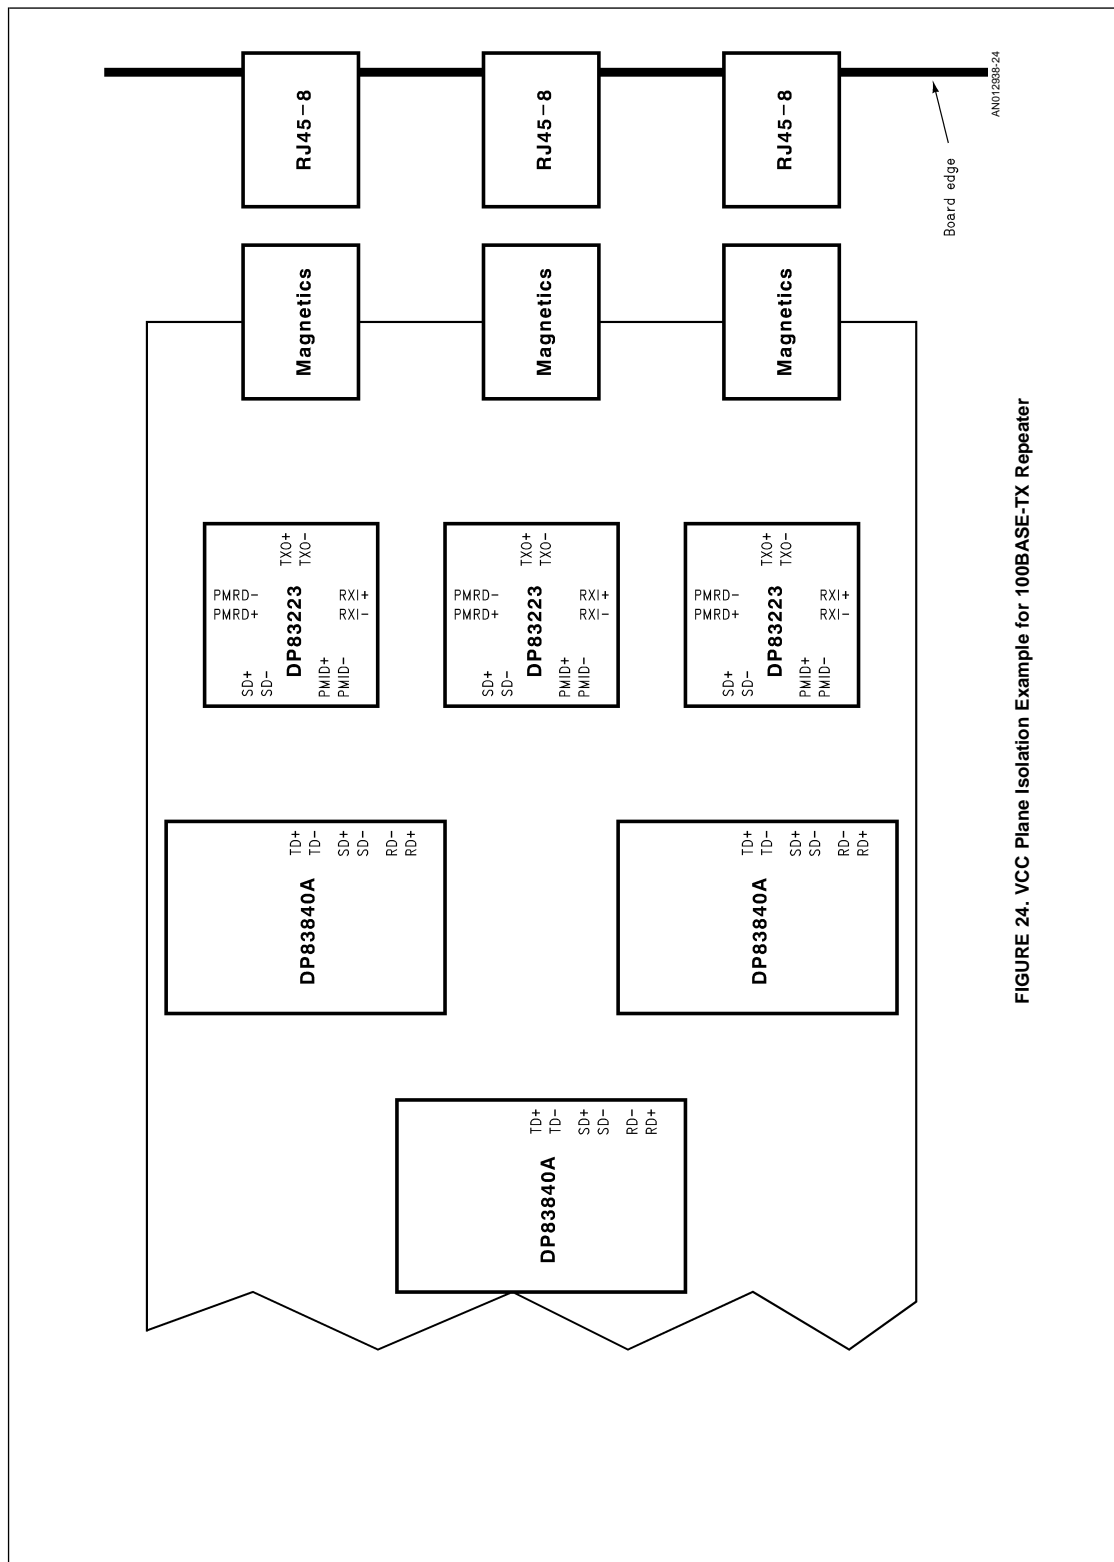 RJ45-8
RJ45-8
RJ45-8
AN012938-24
Board edge
Magnetics
Magnetics
Magnetics
PMRD-
PMRD+
TXO+
TXO-
SD+
SD-
DP83223
RXI+
RXI-
PMID+
PMID-
PMRD-
PMRD+
TXO+
TXO-
SD+
SD-
DP83223
RXI+
RXI-
PMID+
PMID-
PMRD-
PMRD+
TXO+
TXO-
SD+
SD-
DP83223
RXI+
RXI-
PMID+
PMID-
DP83840A
TD+
TD-
SD+
SD-
RD-
RD+
DP83840A
TD+
TD-
SD+
SD-
RD-
RD+
DP83840A
TD+
TD-
SD+
SD-
RD-
RD+
FIGURE 24. VCC Plane Isolation Example for 100BASE-TX Repeater